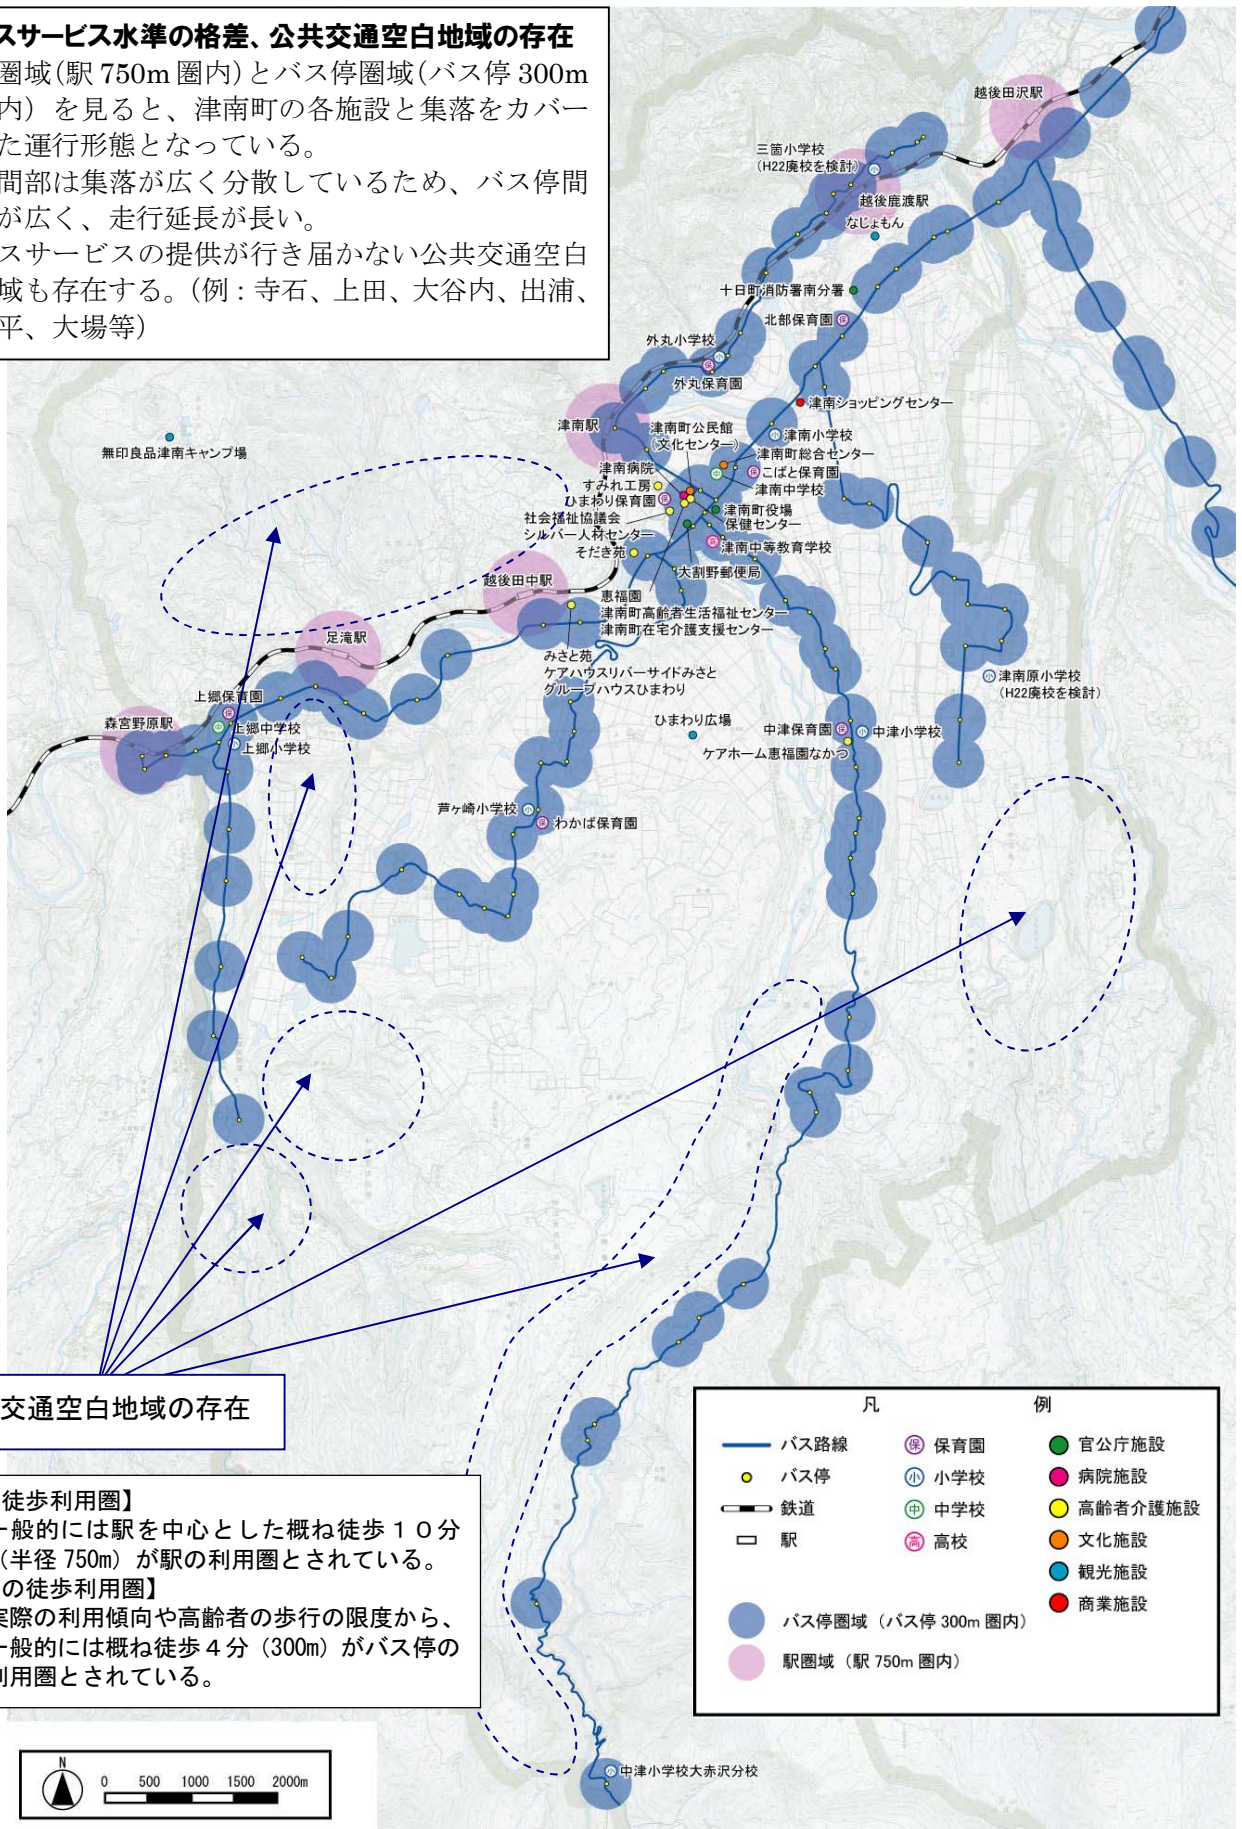 スサービス水準の格差、公共交通空白地域の存在
圏域(駅 750m 圏内)とバス停圏域(バス停 300m
内) を見ると、津南町の各施設と集落をカバー
た運行形態となっている。
間部は集落が広く分散しているため、バス停間
が広く、走行延長が長い。
スサービスの提供が行き届かない公共交通空白
域も存在する。(例：寺石、上田、大谷内、出浦、
平、大場等)
越後田沢駅
三箇小学校
(H22廃校を検討)
小
越後鹿渡駅
なじょもん
十日町消防署南分署
北部保育園
保
外丸小学校
小
保
外丸保育園
津南ショッピングセンター
津南駅
津南町公民館
(文化センター)
小
津南小学校
無印良品津南キャンプ場
津南町総合センター
津南病院
保
こばと保育園
すみれ工房
中
津南中学校
ひまわり保育園
保
社会福祉協議会
津南町役場
シルバー人材センター
保健センター
そだき苑
高
津南中等教育学校
大割野郵便局
越後田中駅
恵福園
津南町高齢者生活福祉センター
津南町在宅介護支援センター
足滝駅
みさと苑
ケアハウスリバーサイドみさと
グループハウスひまわり
小
津南原小学校
(H22廃校を検討)
上郷保育園
保
森宮野原駅
中
上郷中学校
小
上郷小学校
ひまわり広場
中津保育園
保
小
中津小学校
ケアホーム恵福園なかつ
芦ヶ崎小学校
小
保
わかば保育園
交通空白地域の存在
凡 例
バス路線
保
保育園
官公庁施設
バス停
小
小学校
病院施設
鉄道
中
中学校
高齢者介護施設
駅
高
高校
文化施設
観光施設
商業施設
バス停圏域（バス停 300m 圏内）
駅圏域（駅 750m 圏内）
徒歩利用圏】
一般的には駅を中心とした概ね徒歩１０分
（半径 750m）が駅の利用圏とされている。
の徒歩利用圏】
実際の利用傾向や高齢者の歩行の限度から、
一般的には概ね徒歩４分（300m）がバス停の
利用圏とされている。
N
0 500 1000 1500 2000m
小
中津小学校大赤沢分校